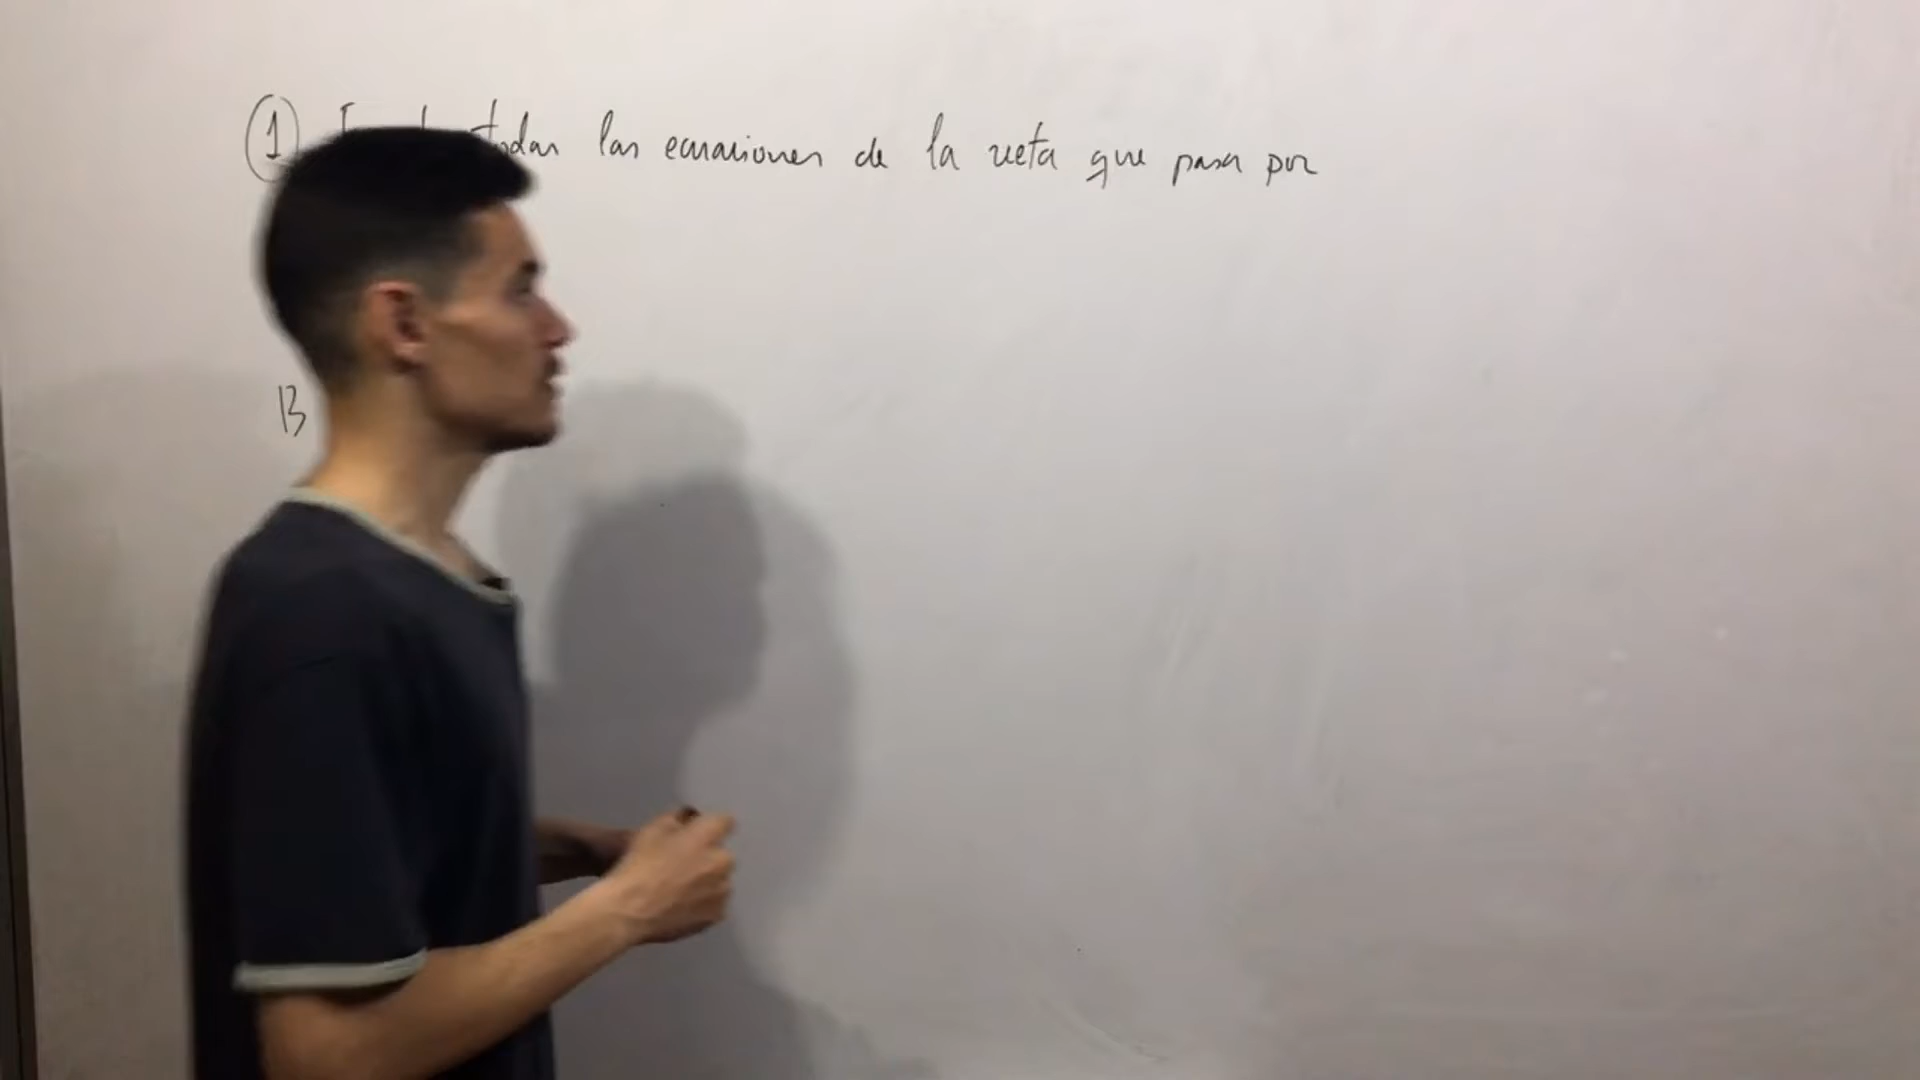 ① todas las ecuaciones de la recta que pasa por
B